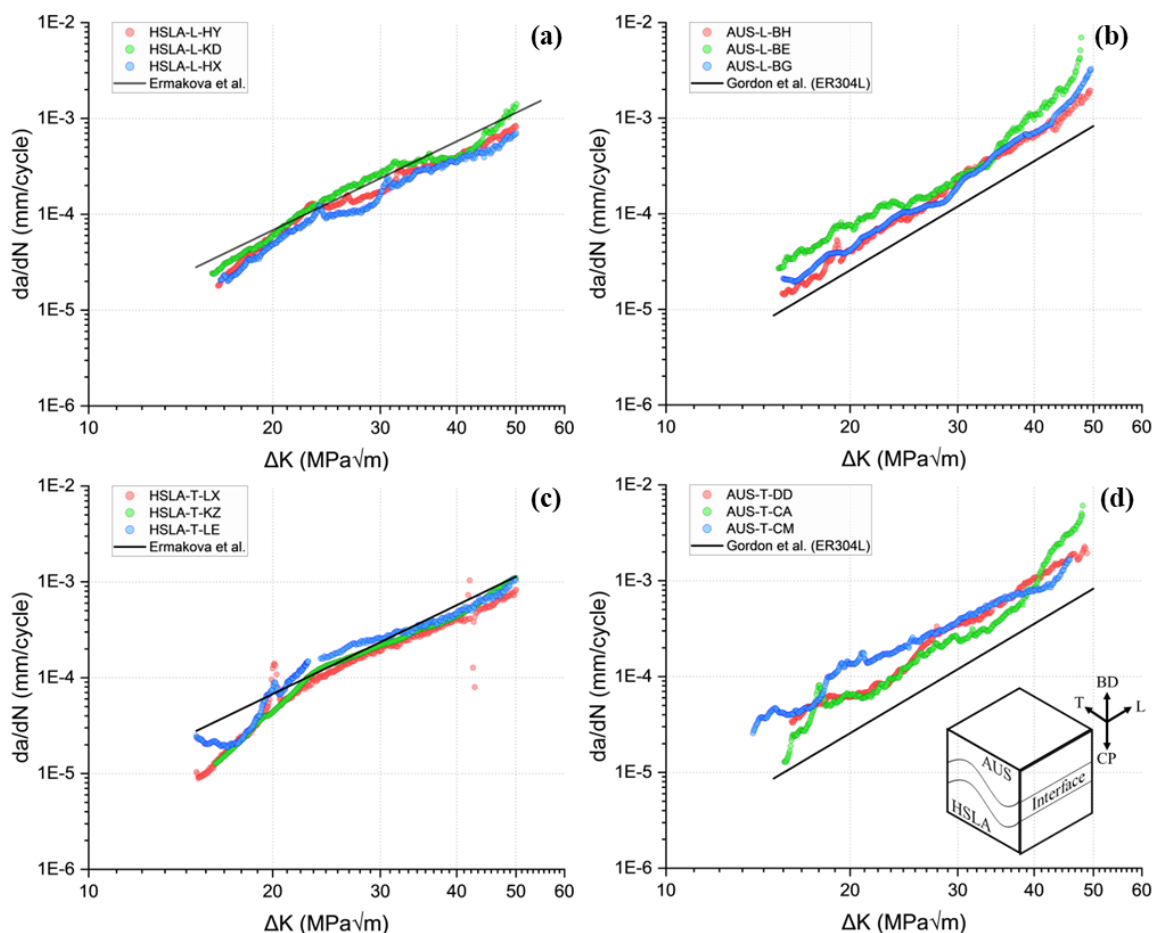 (a)
HSLA-L-HY
HSLA-L-KD
HSLA-L-HX
Ermakova et al.
1E-2
1E-3
1E-4
1E-5
1E-6
da/dN (mm/cycle)
10
20
30
40
50
60
ΔK (MPa√m)
(b)
AUS-L-BH
AUS-L-BE
AUS-L-BG
Gordon et al. (ER304L)
1E-2
1E-3
1E-4
1E-5
1E-6
da/dN (mm/cycle)
10
20
30
40
50
60
ΔK (MPa√m)
(c)
HSLA-T-LX
HSLA-T-KZ
HSLA-T-LE
Ermakova et al.
1E-2
1E-3
1E-4
1E-5
1E-6
da/dN (mm/cycle)
10
20
30
40
50
60
ΔK (MPa√m)
(d)
AUS-T-DD
AUS-T-CA
AUS-T-CM
Gordon et al. (ER304L)
1E-2
1E-3
1E-4
1E-5
1E-6
da/dN (mm/cycle)
BD
T
L
CP
AUS
Interface
HSLA
10
20
30
40
50
60
ΔK (MPa√m)